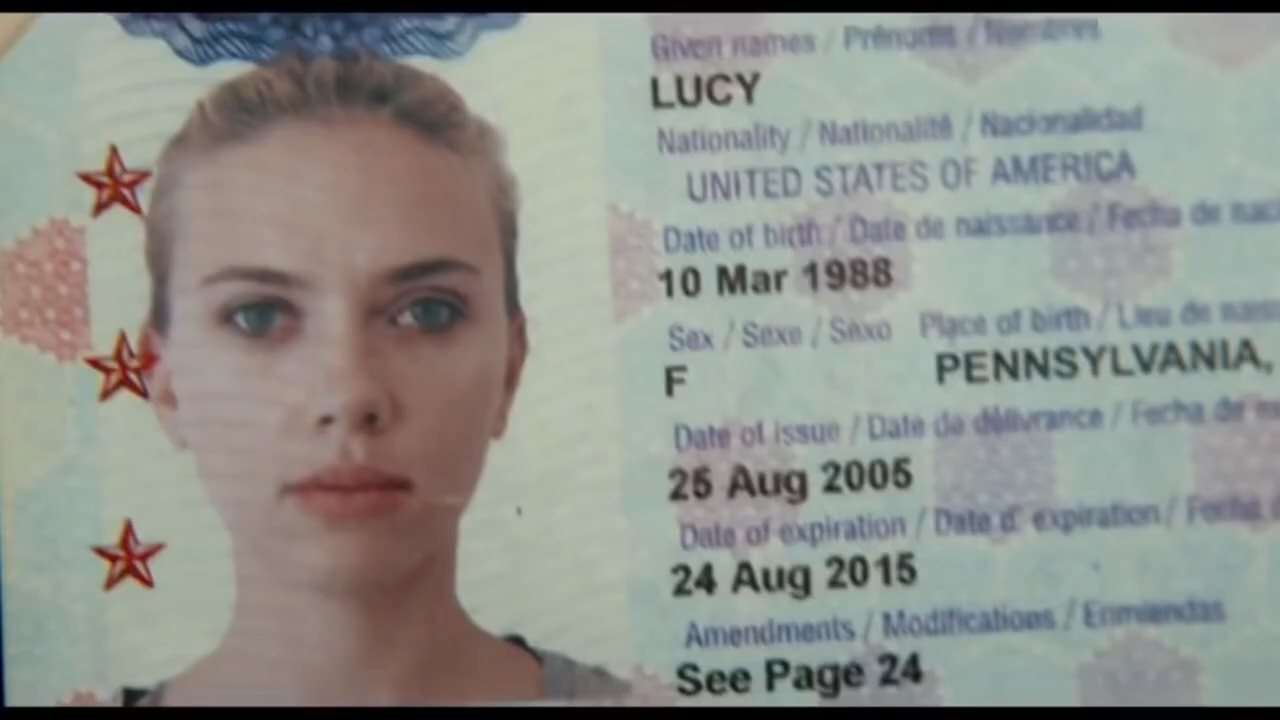 Given names / Prénoms / Nombres
LUCY
Nationality / Nationalité / Nacionalidad
UNITED STATES OF AMERICA
Date of birth / Date de naissance / Fecha de nac
10 Mar 1988
Sex / Sexe / Sexo Place of birth / Lieu de nais
F PENNSYLVANIA,
Date of issue / Date de délivrance / Fecha de
25 Aug 2005
Date of expiration / Date d' expiration / Fecha
24 Aug 2015
Amendments / Modifications / Enmiendas
See Page 24